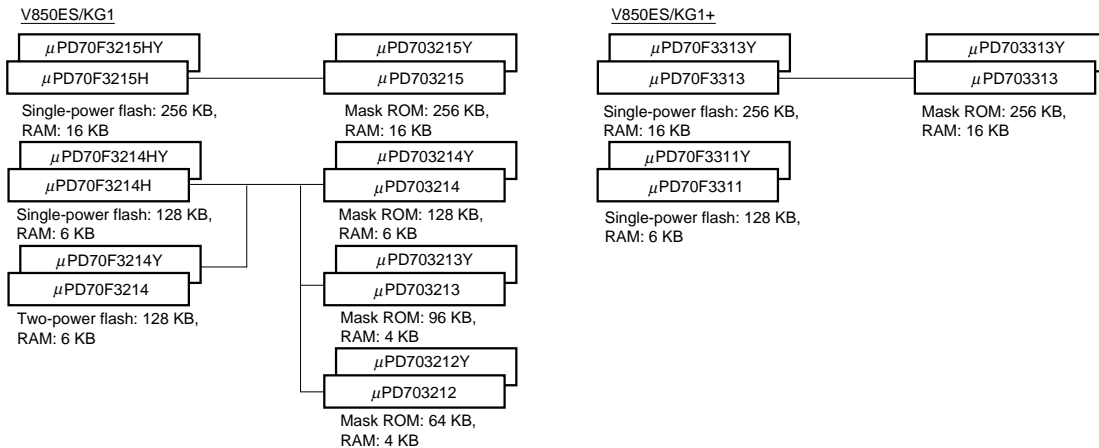 V850ES/KG1
μPD70F3215HY
μPD70F3215H
Single-power flash: 256 KB,
RAM: 16 KB
μPD703215Y
μPD703215
Mask ROM: 256 KB,
RAM: 16 KB
μPD70F3214HY
μPD70F3214H
Single-power flash: 128 KB,
RAM: 6 KB
μPD703214Y
μPD703214
Mask ROM: 128 KB,
RAM: 6 KB
μPD70F3214Y
μPD70F3214
Two-power flash: 128 KB,
RAM: 6 KB
μPD703213Y
μPD703213
Mask ROM: 96 KB,
RAM: 4 KB
μPD703212Y
μPD703212
Mask ROM: 64 KB,
RAM: 4 KB
V850ES/KG1+
μPD70F3313Y
μPD70F3313
Single-power flash: 256 KB,
RAM: 16 KB
μPD703313Y
μPD703313
Mask ROM: 256 KB,
RAM: 16 KB
μPD70F3311Y
μPD70F3311
Single-power flash: 128 KB,
RAM: 6 KB